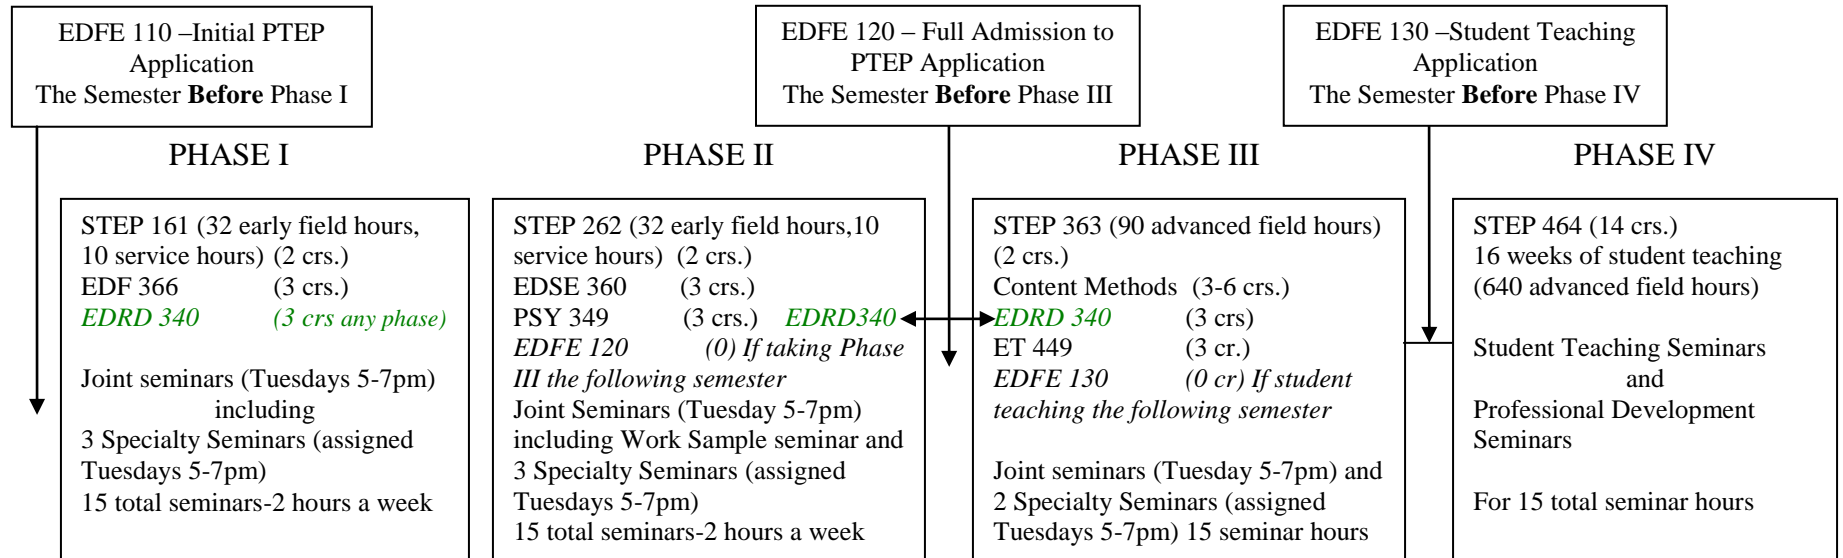 EDFE 110 –Initial PTEP
Application
The Semester Before Phase I
EDFE 120 – Full Admission to
PTEP Application
The Semester Before Phase III
EDFE 130 –Student Teaching
Application
The Semester Before Phase IV
PHASE I
STEP 161 (32 early field hours,
10 service hours) (2 crs.)
EDF 366 (3 crs.)
EDRD 340 (3 crs any phase)
Joint seminars (Tuesdays 5-7pm)
including
3 Specialty Seminars (assigned
Tuesdays 5-7pm)
15 total seminars-2 hours a week
PHASE II
STEP 262 (32 early field hours,10
service hours) (2 crs.)
EDSE 360 (3 crs.)
PSY 349 (3 crs.) EDRD340
EDFE 120 (0) If taking Phase
III the following semester
Joint Seminars (Tuesday 5-7pm)
including Work Sample seminar and
3 Specialty Seminars (assigned
Tuesdays 5-7pm)
15 total seminars-2 hours a week
PHASE III
STEP 363 (90 advanced field hours)
(2 crs.)
Content Methods (3-6 crs.)
EDRD 340 (3 crs)
ET 449 (3 cr.)
EDFE 130 (0 cr) If student
teaching the following semester
Joint seminars (Tuesday 5-7pm) and
2 Specialty Seminars (assigned
Tuesdays 5-7pm) 15 seminar hours
PHASE IV
STEP 464 (14 crs.)
16 weeks of student teaching
(640 advanced field hours)
Student Teaching Seminars
and
Professional Development
Seminars
For 15 total seminar hours